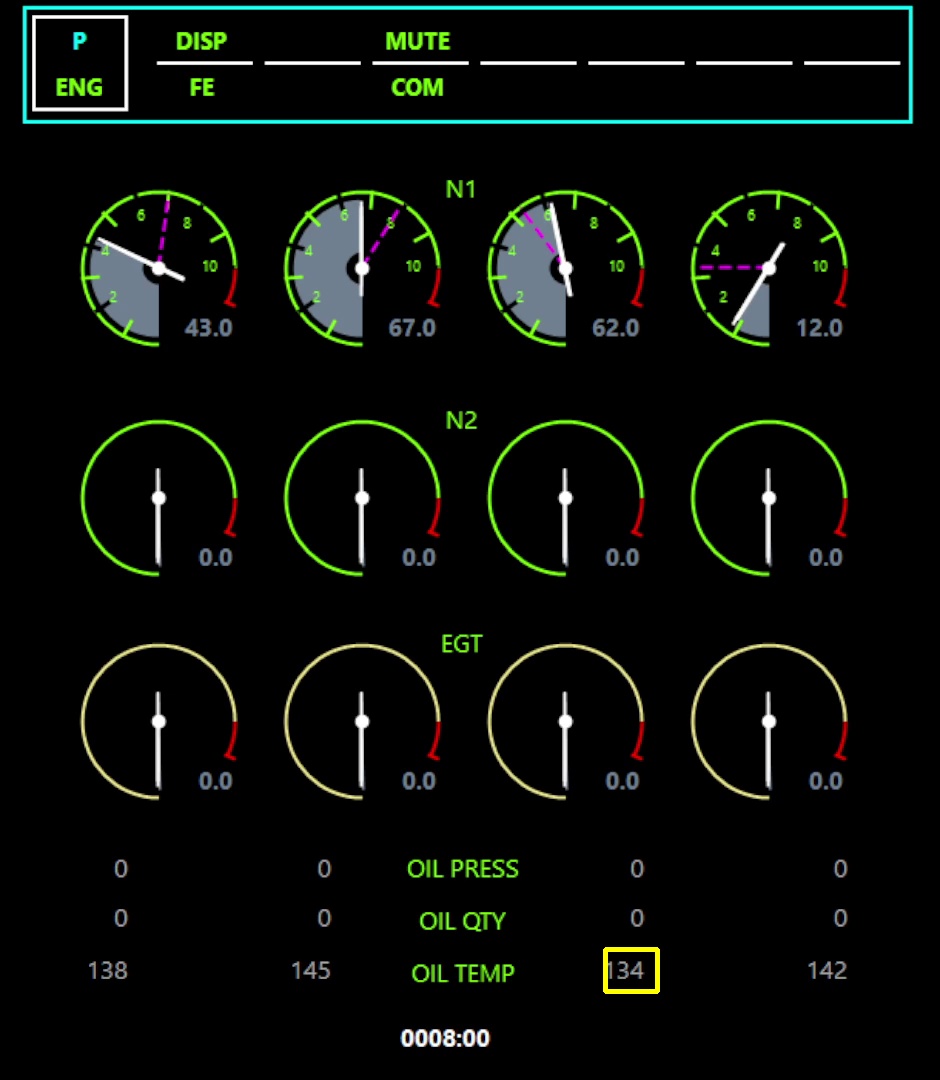 P DISP MUTE
ENG FE COM
N1
6 8 4 10 2 43.0
6 8 4 10 2 67.0
6 8 4 10 2 62.0
6 8 4 10 2 12.0
N2
0.0 0.0 0.0 0.0
EGT
0.0 0.0 0.0 0.0
0 0 OIL PRESS 0 0
0 0 OIL QTY 0 0
138 145 OIL TEMP 134 142
0008:00